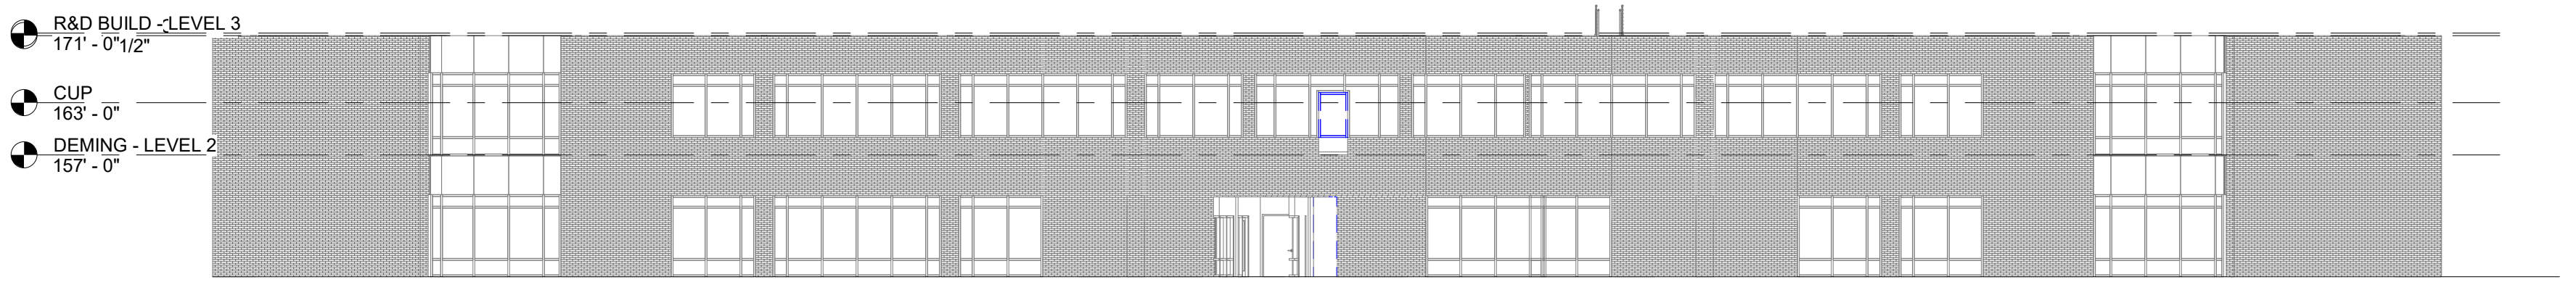 R&D BUILD - LEVEL 3
171' - 0" 1/2"
CUP
163' - 0"
DEMING - LEVEL 2
157' - 0"